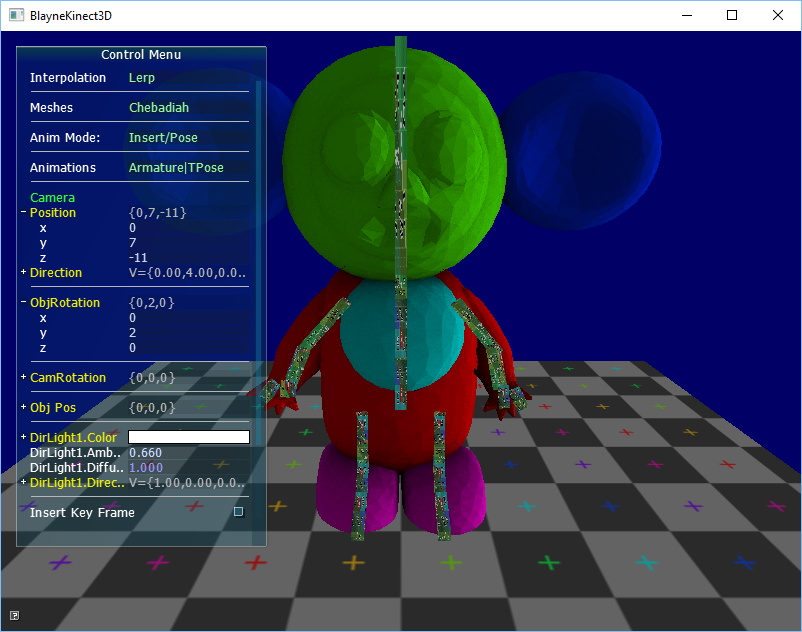 BlayneKinect3D
Control Menu
Interpolation Lerp
Meshes Chebadiah
Anim Mode: Insert/Pose
Animations Armature|TPose
Camera
− Position {0,7,-11}
x 0
y 7
z -11
+ Direction V={0.00,4.00,0.0..
− ObjRotation {0,2,0}
x 0
y 2
z 0
+ CamRotation {0,0,0}
+ Obj Pos {0,0,0}
+ DirLight1.Color
DirLight1.Amb.. 0.660
DirLight1.Diffu.. 1.000
+ DirLight1.Direc.. V={1.00,0.00,0.0..
Insert Key Frame
?